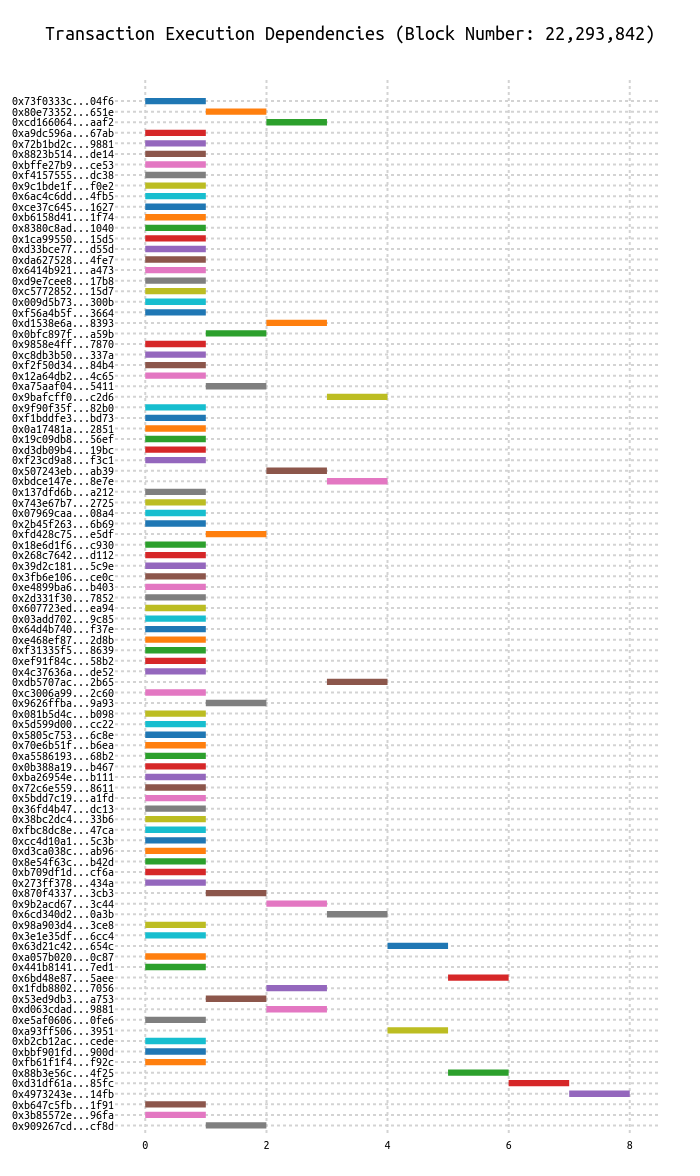 Transaction Execution Dependencies (Block Number: 22,293,842)
0x73f0333c...04f6
0x80e73352...651e
0xcd166064...aaf2
0xa9dc596a...67ab
0x72b1bd2c...9881
0x8823b514...de14
0xbffe27b9...ce53
0xf4157555...dc38
0x9c1bde1f...f0e2
0x6ac4c6dd...4fb5
0xce37c645...1627
0xb6158d41...1f74
0x8380c8ad...1040
0x1ca99550...15d5
0xd33bce77...d55d
0xda627528...4fe7
0x6414b921...a473
0xd9e7cee8...17b8
0xc5772852...15d7
0x009d5b73...300b
0xf56a4b5f...3664
0xd1538e6a...8393
0x0bfc897f...a59b
0x9858e4ff...7870
0xc8db3b50...337a
0xf2f50d34...84b4
0x12a64db2...4c65
0xa75aaf04...5411
0x9bafcff0...c2d6
0x9f90f35f...82b0
0xf1bddfe3...bd73
0x0a17481a...2851
0x19c09db8...56ef
0xd3db09b4...19bc
0xf23cd9a8...f3c1
0x507243eb...ab39
0xbdce147e...8e7e
0x137dfd6b...a212
0x743e67b7...2725
0x07969caa...08a4
0x2b45f263...6b69
0xfd428c75...e5df
0x18e6d1f6...c930
0x268c7642...d112
0x39d2c181...5c9e
0x3fb6e106...ce0c
0xe4899ba6...b403
0x2d331f30...7852
0x607723ed...ea94
0x03add702...9c85
0x64d4b740...f37e
0xe468ef87...2d8b
0xf31335f5...8639
0xef91f84c...58b2
0x4c37636a...de52
0xdb5707ac...2b65
0xc3006a99...2c60
0x9626ffba...9a93
0x081b5d4c...b098
0x5d599d00...cc22
0x5805c753...6c8e
0x70e6b51f...b6ea
0xa5586193...68b2
0x0b388a19...b467
0xba26954e...b111
0x72c6e559...8611
0x5bdd7c19...a1fd
0x36fd4b47...dc13
0x38bc2dc4...33b6
0xfbc8dc8e...47ca
0xcc4d10a1...5c3b
0xd3ca038c...ab96
0x8e54f63c...b42d
0xb709df1d...cf6a
0x273ff378...434a
0x870f4337...3cb3
0x9b2acd67...3c44
0x6cd340d2...0a3b
0x98a903d4...3ce8
0x3e1e35df...6cc4
0x63d21c42...654c
0xa057b020...0c87
0x441b8141...7ed1
0x6bd48e87...5aee
0x1fdb8802...7056
0x53ed9db3...a753
0xd063cdad...9881
0xe5af0606...0fe6
0xa93ff506...3951
0xb2cb12ac...cede
0xbbf901fd...900d
0xfb61f1f4...f92c
0x88b3e56c...4f25
0xd31df61a...85fc
0x4973243e...14fb
0xb647c5fb...1f91
0x3b85572e...96fa
0x909267cd...cf8d
0 2 4 6 8